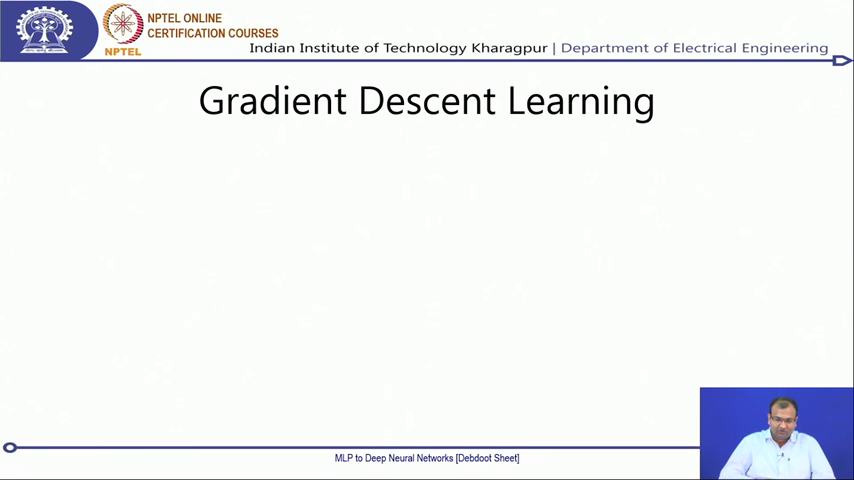 NPTEL ONLINE
CERTIFICATION COURSES
NPTEL
Indian Institute of Technology Kharagpur | Department of Electrical Engineering
Gradient Descent Learning
MLP to Deep Neural Networks [Debdoot Sheet]